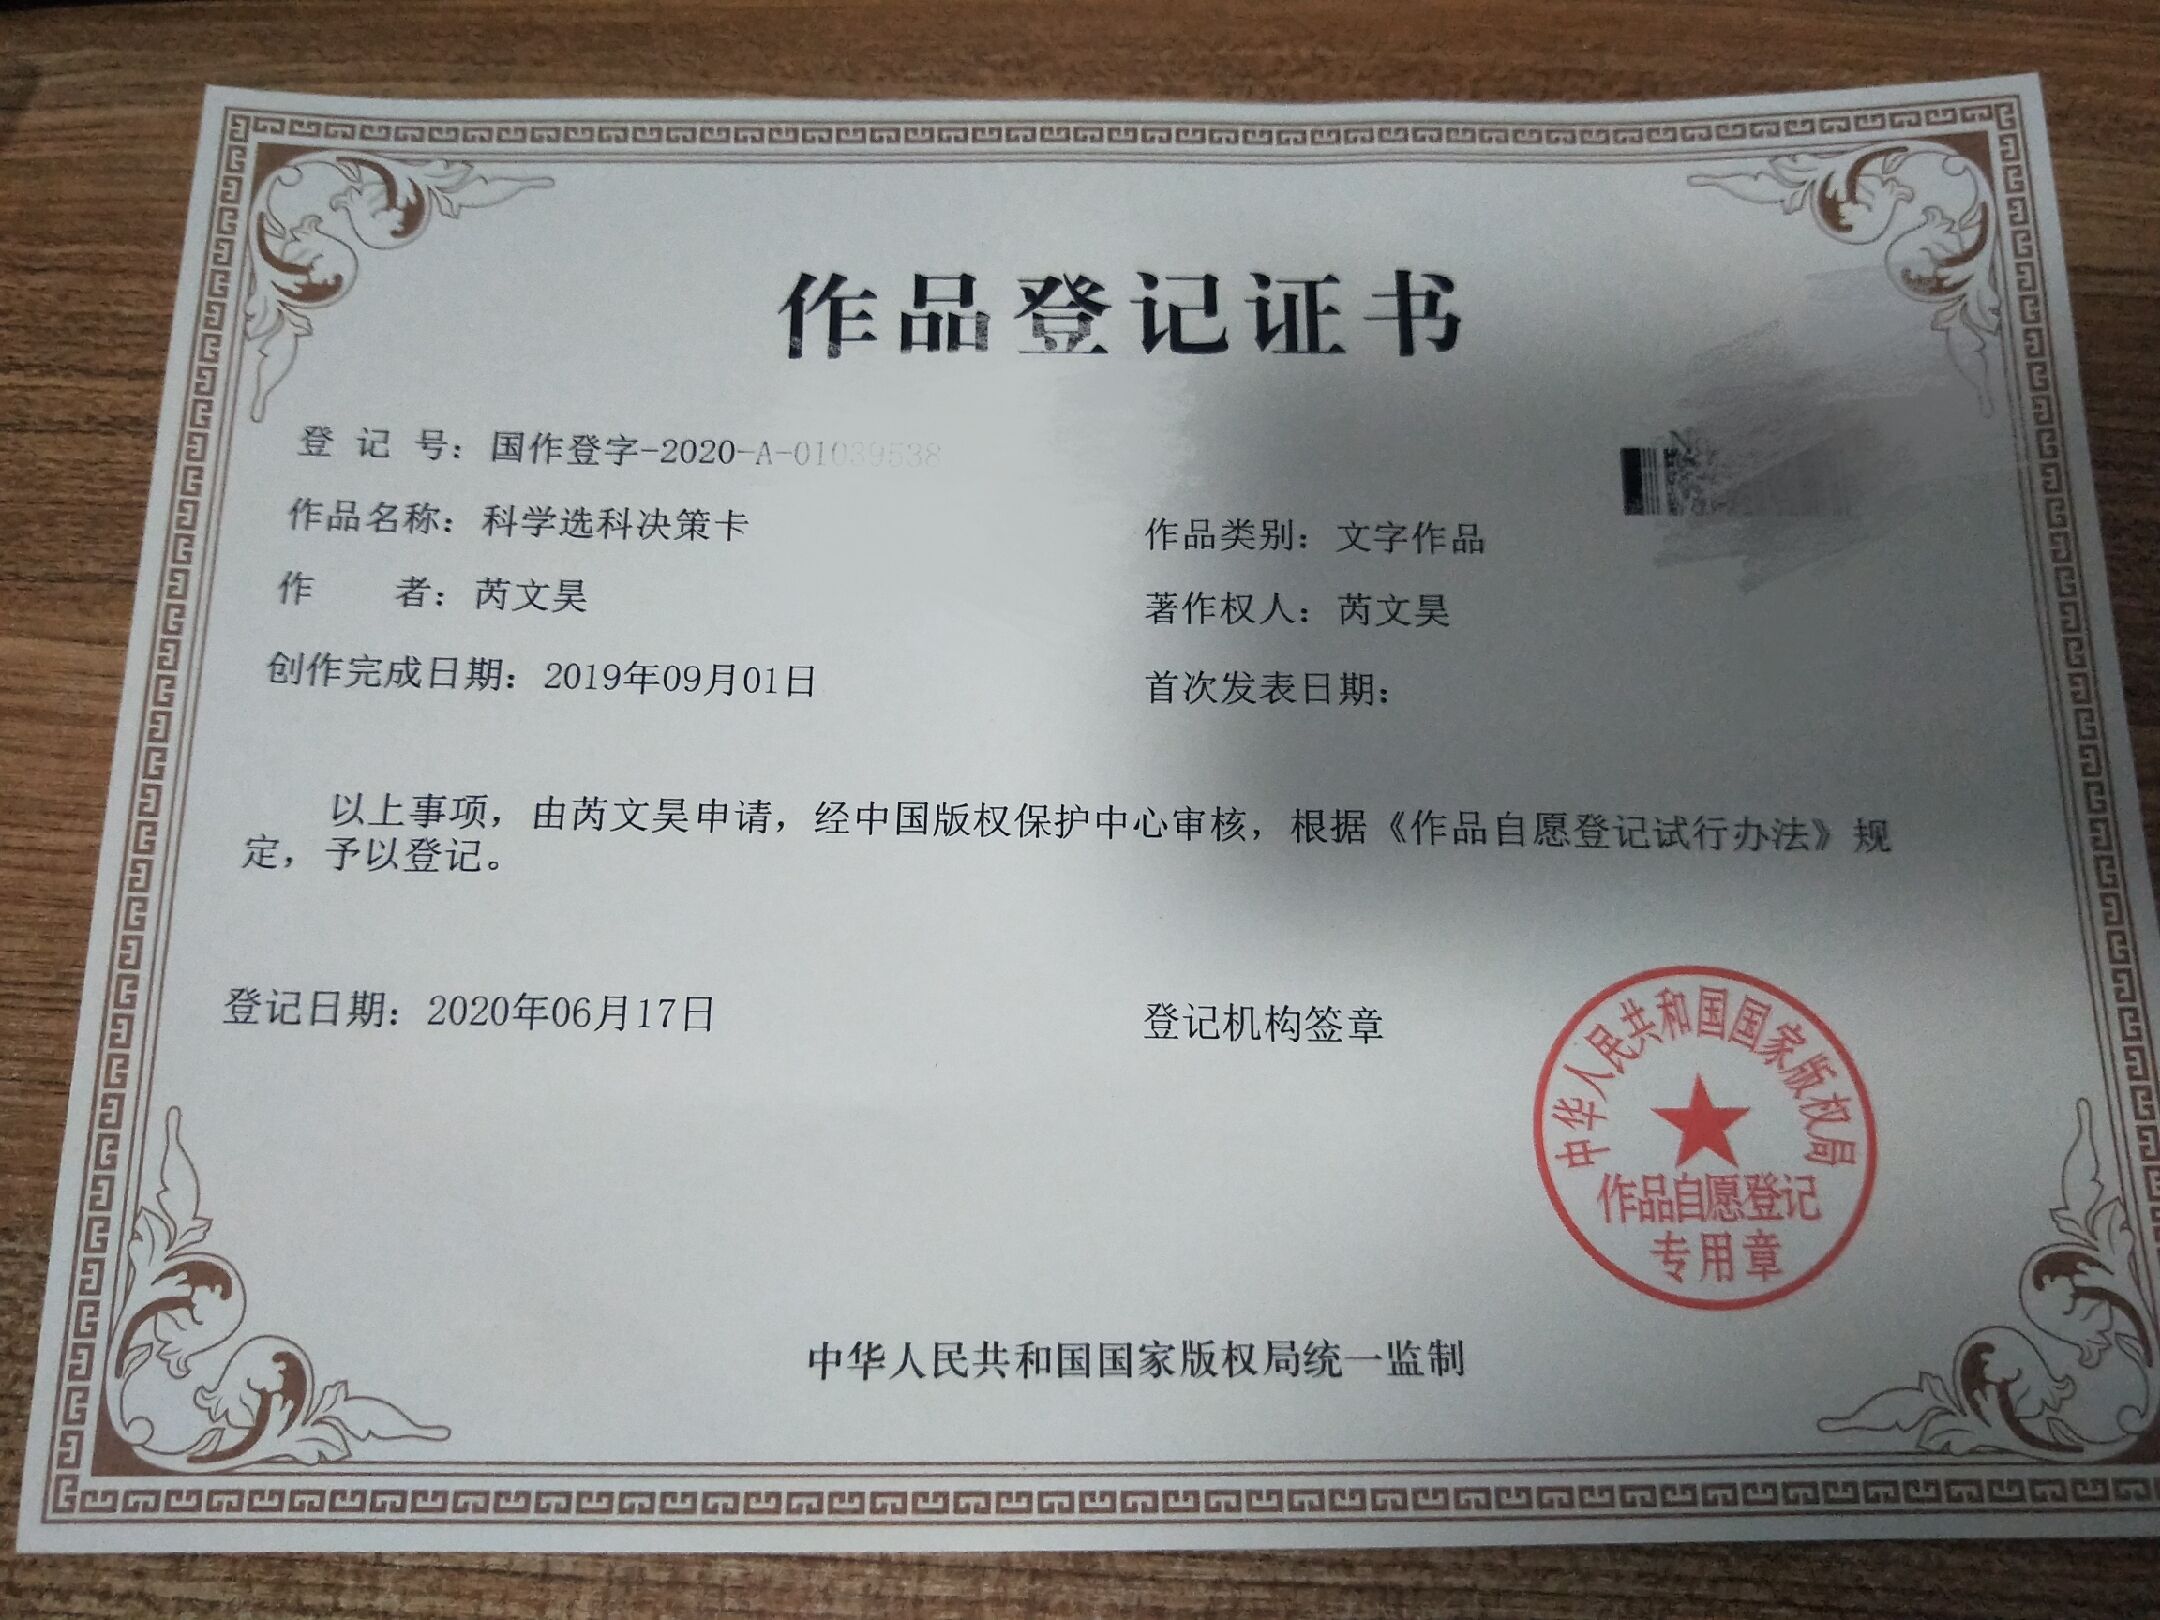 作品登记证书
登 记 号：国作登字-2020-A-01039538
作品名称：科学选科决策卡
作品类别：文字作品
作 者：芮文昊
著作权人：芮文昊
创作完成日期：2019年09月01日
首次发表日期：
以上事项，由芮文昊申请，经中国版权保护中心审核，根据《作品自愿登记试行办法》规
定，予以登记。
登记日期：2020年06月17日
登记机构签章
中华人民共和国国家版权局
作品自愿登记
专用章
中华人民共和国国家版权局统一监制